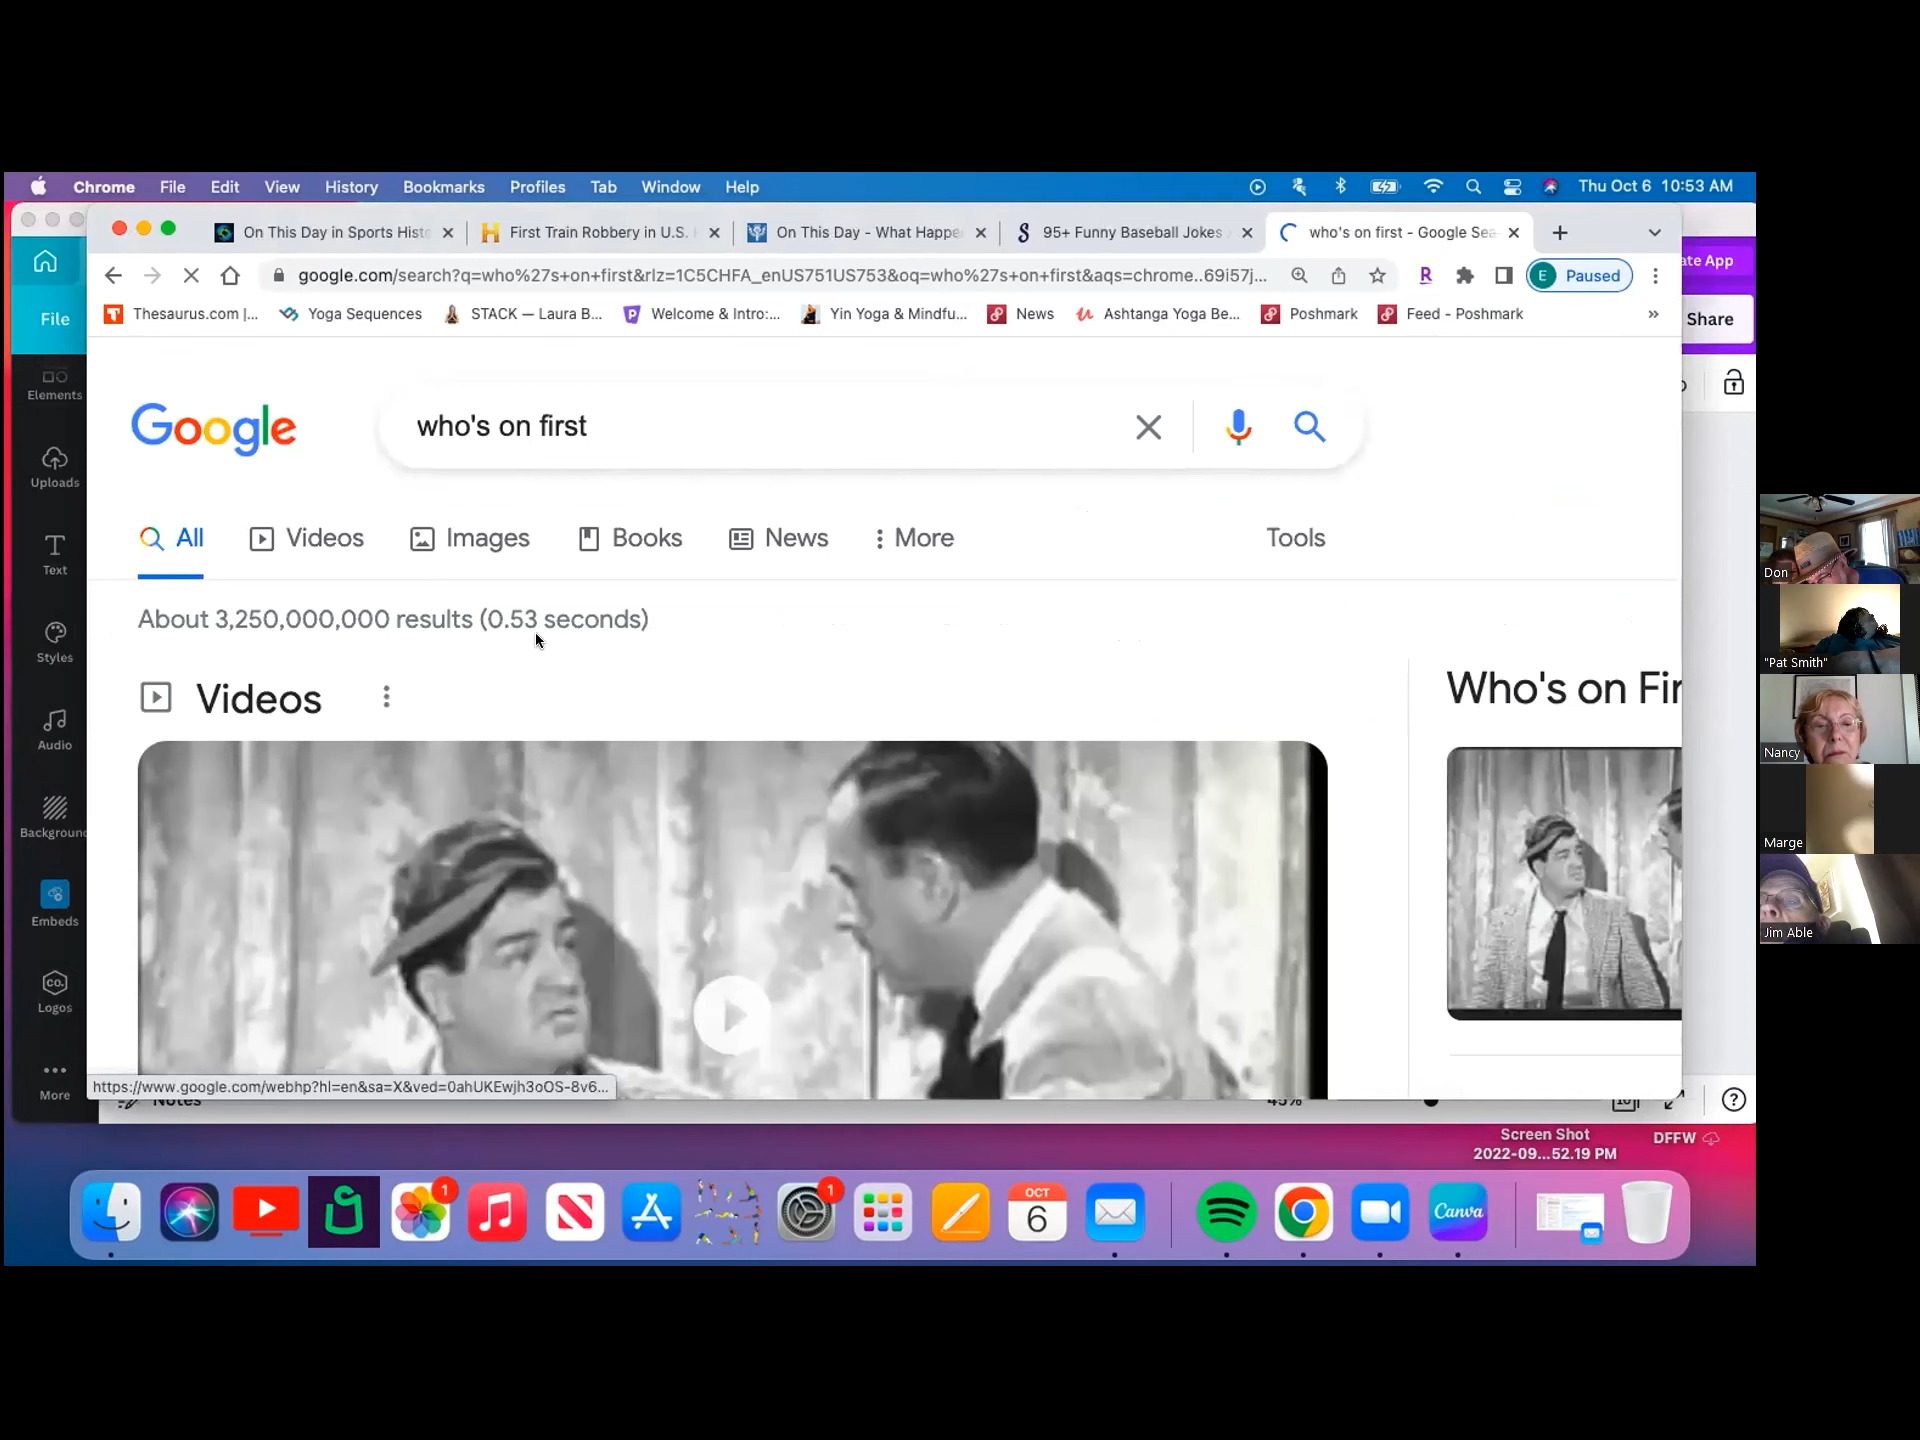 Chrome File Edit View History Bookmarks Profiles Tab Window Help Thu Oct 6 10:53 AM
On This Day in Sports Histo First Train Robbery in U.S. On This Day - What Happe 95+ Funny Baseball Jokes who's on first - Google Sea
google.com/search?q=who%27s+on+first&rlz=1C5CHFA_enUS751US753&oq=who%27s+on+first&aqs=chrome..69i57j... R E Paused
Thesaurus.com |... Yoga Sequences STACK — Laura B... Welcome & Intro:... Yin Yoga & Mindfu... News Ashtanga Yoga Be... Poshmark Feed - Poshmark »
ate App
File
Share
Elements
Uploads
Text
Styles
Audio
Background
Embeds
CO.
Logos
More
Google who's on first
All Videos Images Books News More Tools
About 3,250,000,000 results (0.53 seconds)
Videos
Who's on Fir
https://www.google.com/webhp?hl=en&sa=X&ved=0ahUKEwjh3oOS-8v6...
Notes 45%
Screen Shot
2022-09...52.19 PM
DFFW
1
1
OCT
6
Canva
Don
"Pat Smith"
Nancy
Marge
Jim Able